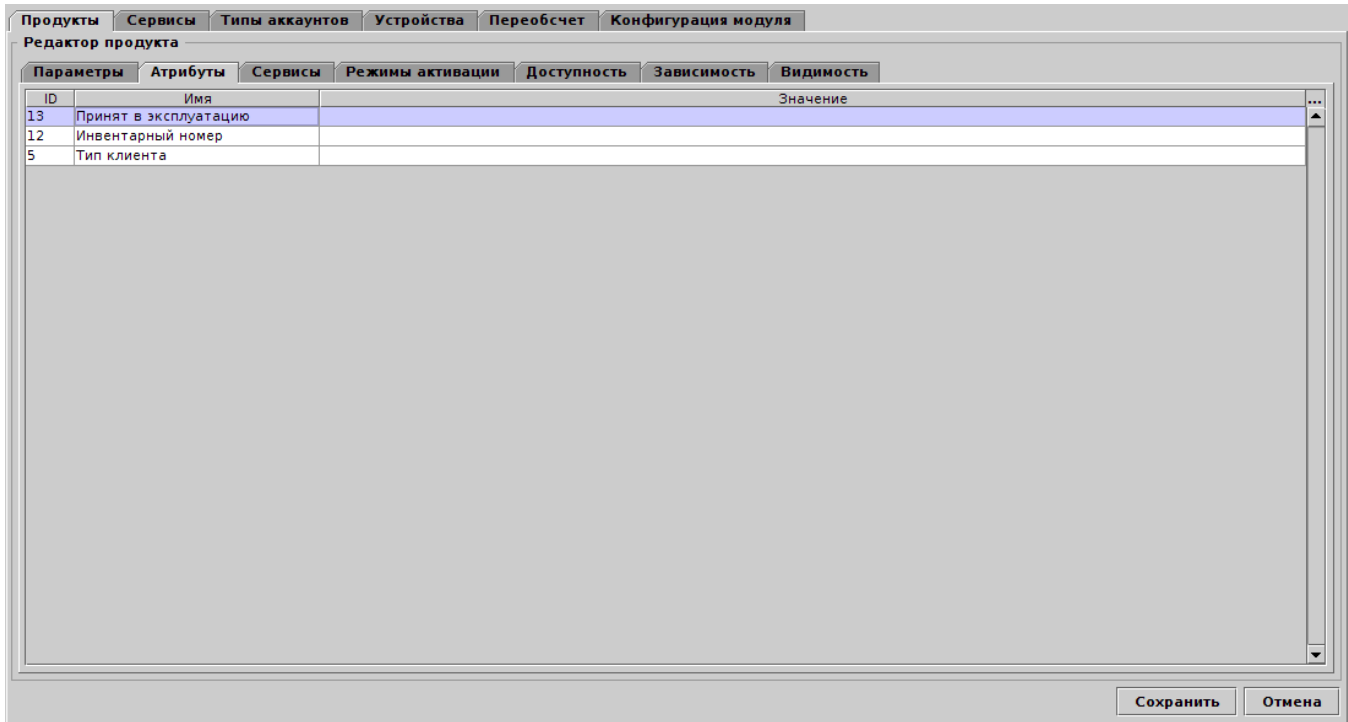 Продукты Сервисы Типы аккаунтов Устройства Переобсчет Конфигурация модуля
Редактор продукта
Параметры Атрибуты Сервисы Режимы активации Доступность Зависимость Видимость
ID Имя Значение ...
13 Принят в эксплуатацию
12 Инвентарный номер
5 Тип клиента
Сохранить Отмена